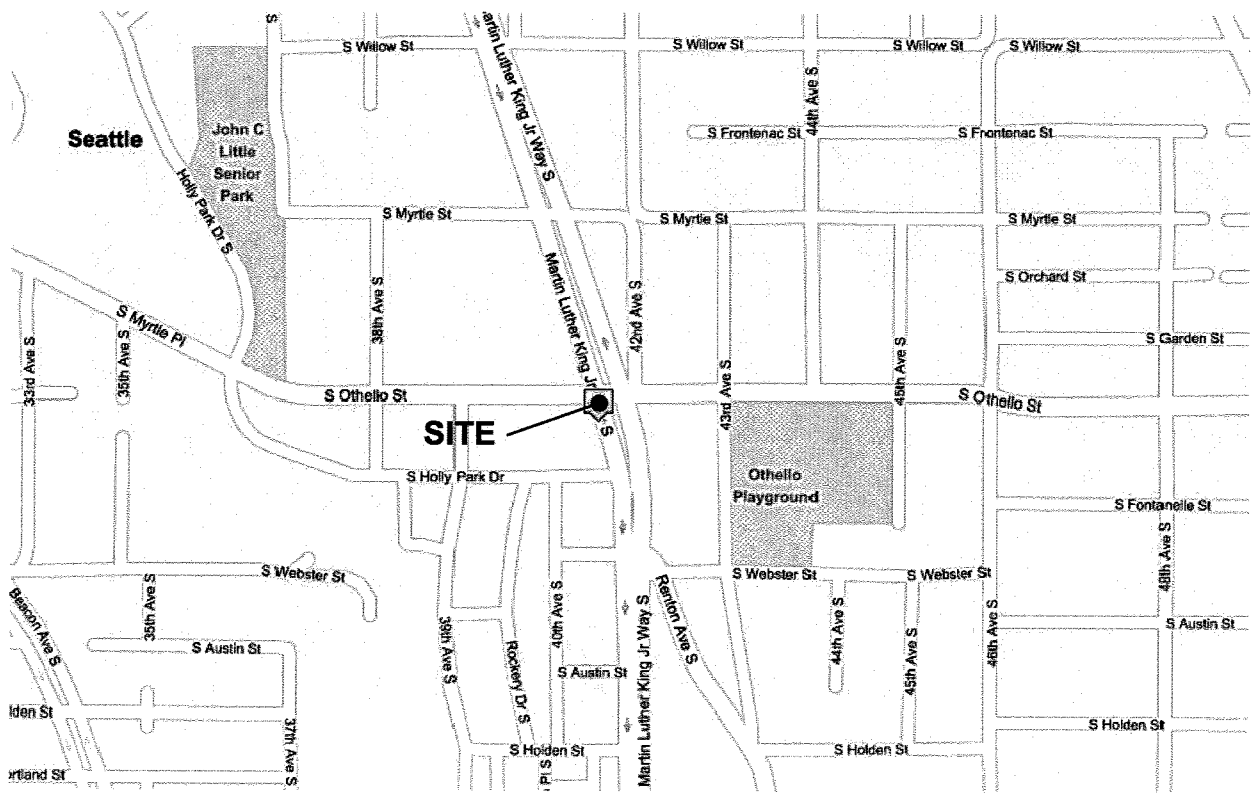 S
S Willow St
S Willow St
S Willow St
S Willow St
Martin Luther King Jr Way S
44th Ave S
Seattle
John C
Little
Senior
Park
S Frontenac St
S Frontenac St
Holly Park Dr S
S Myrtle St
S Myrtle St
S Myrtle St
Martin Luther King Jr
S
42nd Ave S
S Orchard St
38th Ave S
S Myrtle Pl
33rd Ave S
35th Ave S
S Garden St
43rd Ave S
45th Ave S
S Othello St
S Othello St
SITE
S Holly Park Dr
Othello
Playground
S Fontanelle St
48th Ave S
S Webster St
S Webster St
S Webster St
Beacon Ave S
35th Ave S
40th Ave S
Renton Ave S
Martin Luther King Jr Way S
44th Ave S
45th Ave S
46th Ave S
39th Ave S
Rockery Dr S
S Austin St
S Austin St
S Austin St
lden St
37th Ave S
S Holden St
S Holden St
S Holden St
Pl S
ortland St